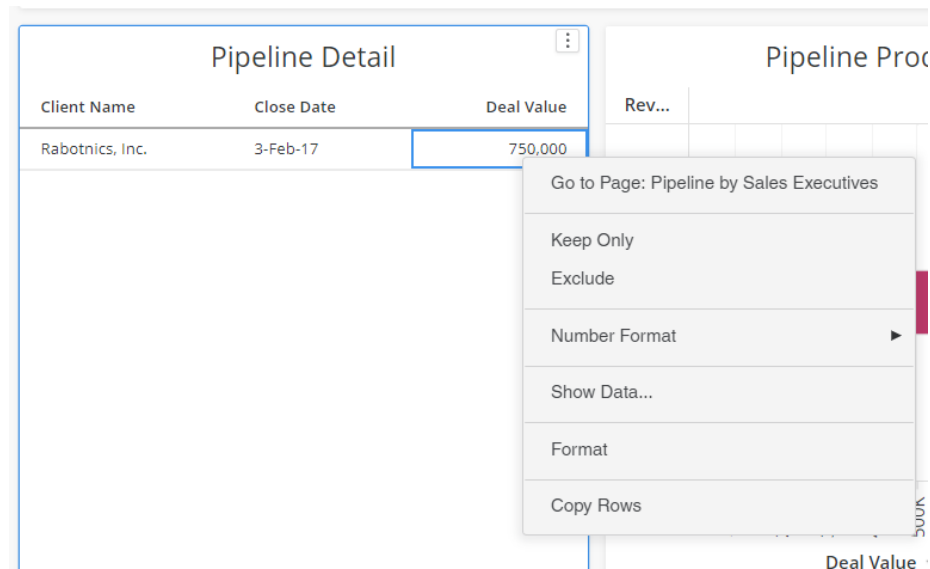 Pipeline Detail
Client Name Close Date Deal Value
Rabotnics, Inc. 3-Feb-17 750,000
Go to Page: Pipeline by Sales Executives
Keep Only
Exclude
Number Format
Show Data...
Format
Copy Rows
Pipeline Proc
Rev...
500K
Deal Value